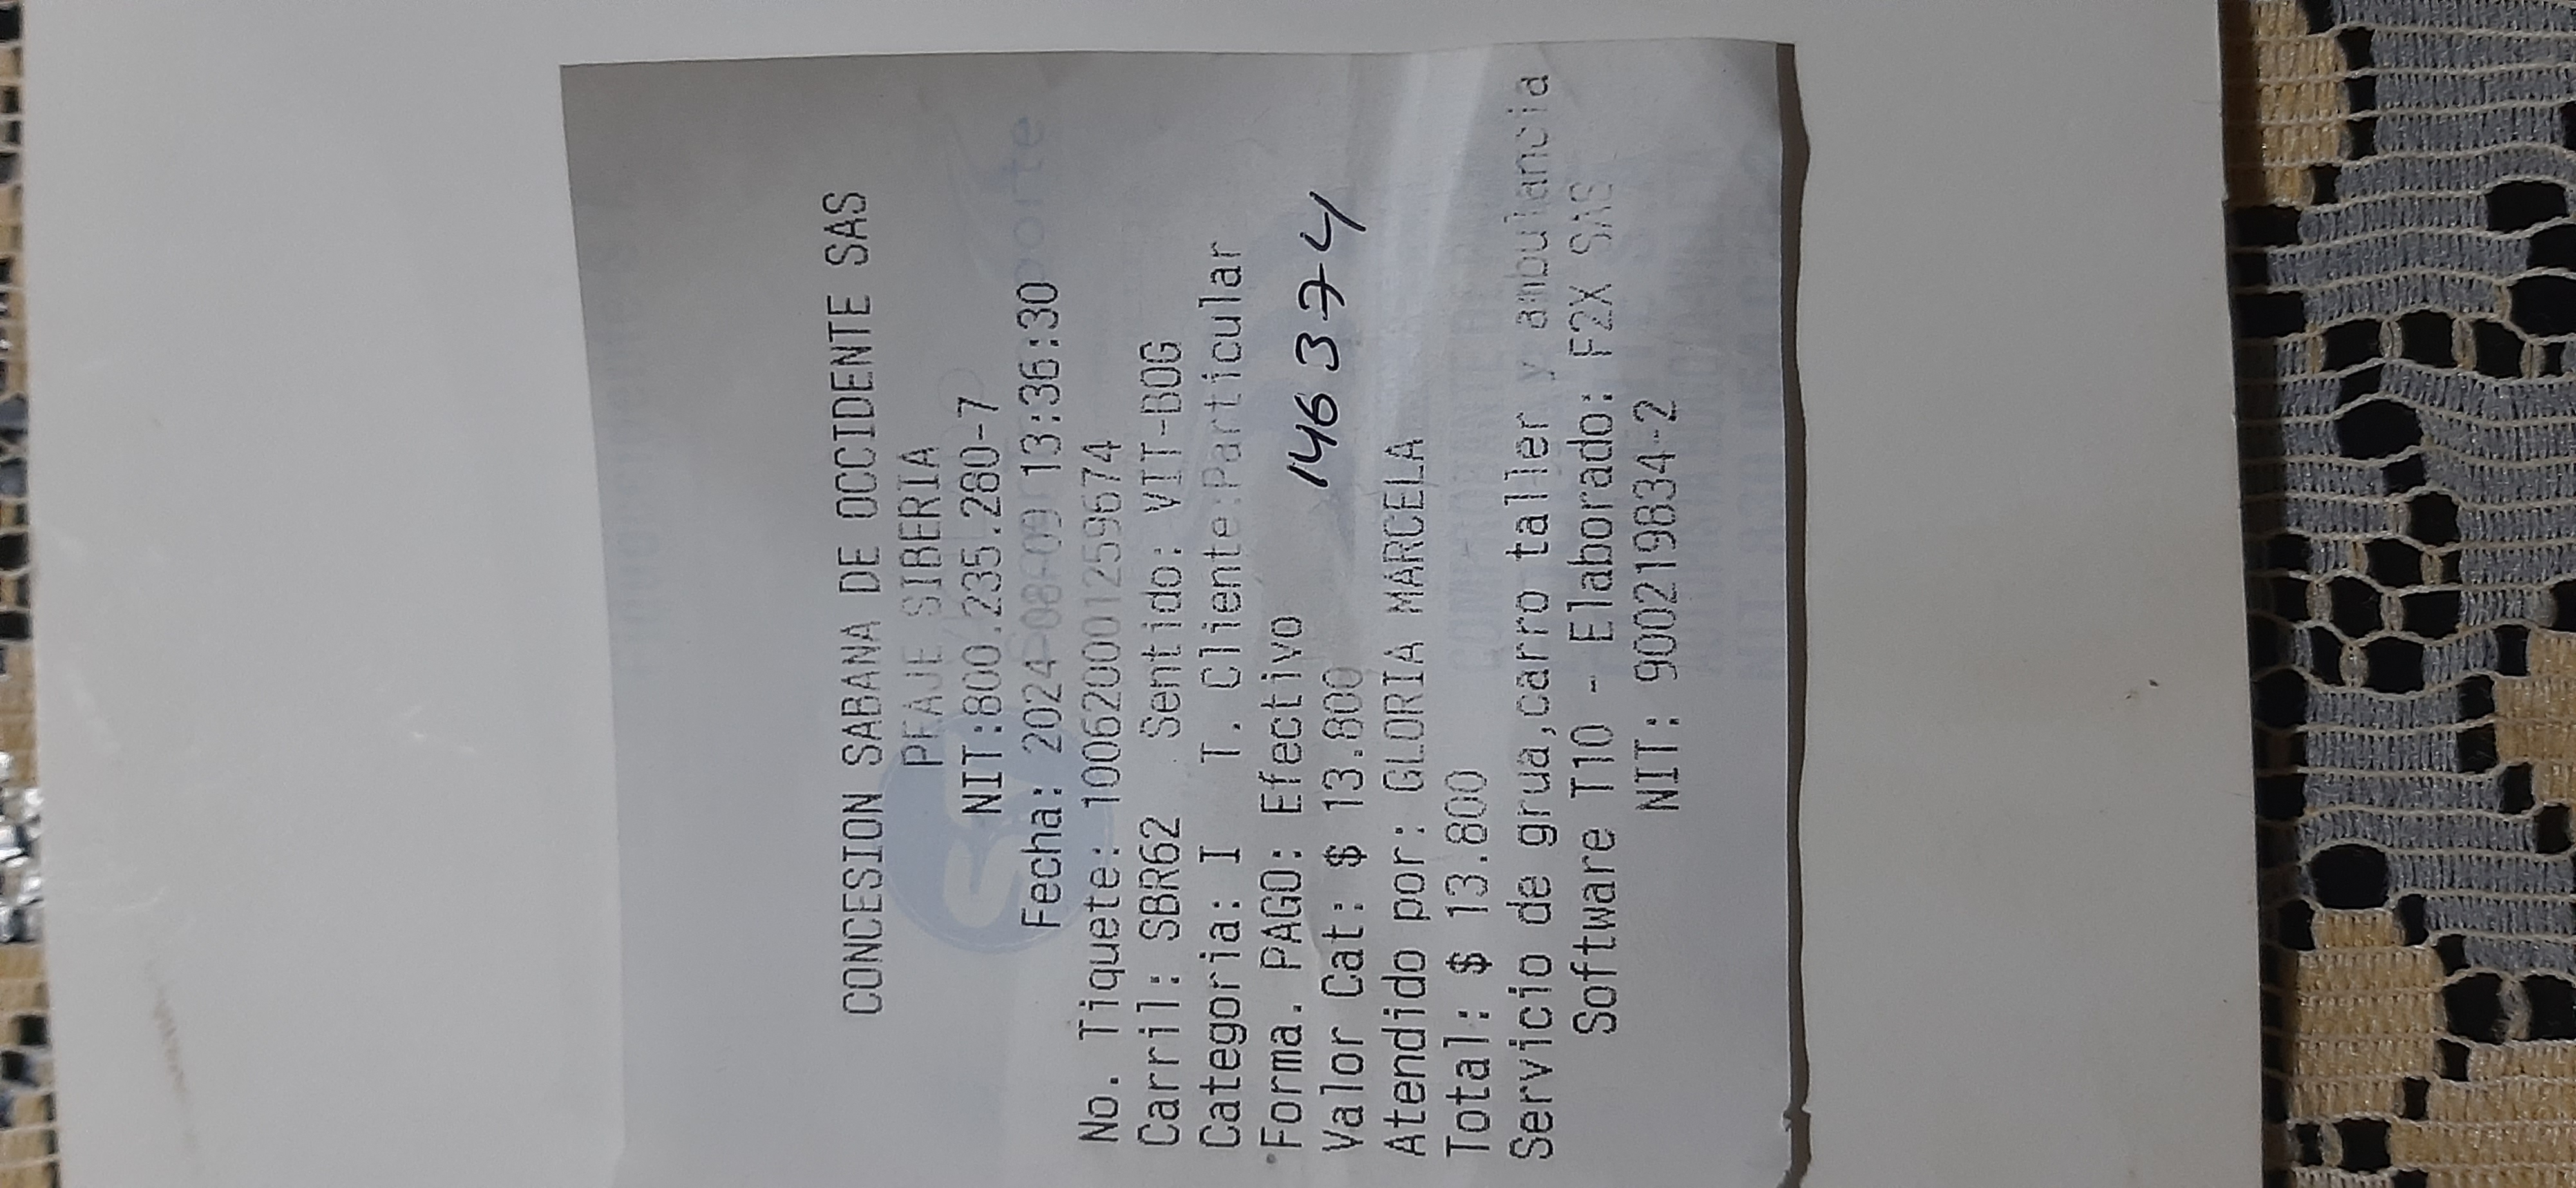 CONCESION SABANA DE OCCIDENTE SAS
PEAJE SIBERIA
NIT:800.235.280-7
Fecha: 2024-08-09 13:36:30
No. Tiquete: 1006200001259674
Carril: SBR62 Sentido: VIT-BOG
Categoria: I T. Cliente:Particular
Forma. PAGO: Efectivo
146374
Valor Cat: $ 13.800
Atendido por: GLORIA MARCELA
Total: $ 13.800
Servicio de grua,carro taller y ambulancia
Software T10 - Elaborado: F2X SAS
NIT: 900219834-2